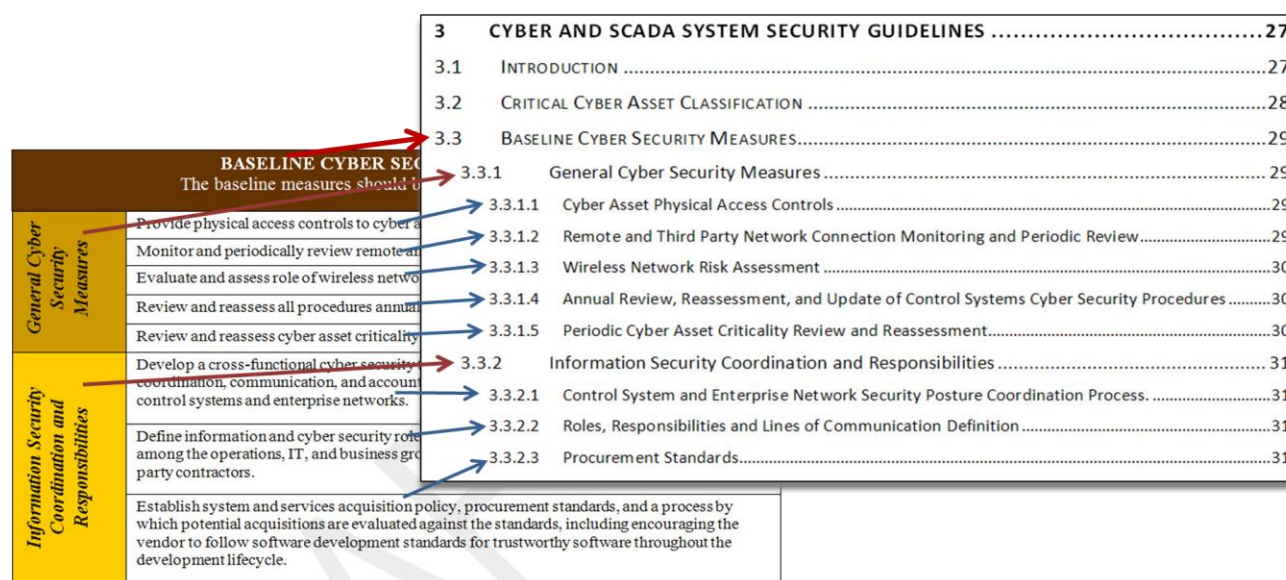 3 CYBER AND SCADA SYSTEM SECURITY GUIDELINES ..................................... 27
3.1 INTRODUCTION ..................................... 27
3.2 CRITICAL CYBER ASSET CLASSIFICATION ..................................... 28
3.3 BASELINE CYBER SECURITY MEASURES..................................... 29
3.3.1 General Cyber Security Measures ..................................... 29
3.3.1.1 Cyber Asset Physical Access Controls ..................................... 29
3.3.1.2 Remote and Third Party Network Connection Monitoring and Periodic Review..................................... 29
3.3.1.3 Wireless Network Risk Assessment ..................................... 30
3.3.1.4 Annual Review, Reassessment, and Update of Control Systems Cyber Security Procedures .......... 30
3.3.1.5 Periodic Cyber Asset Criticality Review and Reassessment..................................... 30
3.3.2 Information Security Coordination and Responsibilities ..................................... 31
3.3.2.1 Control System and Enterprise Network Security Posture Coordination Process. ..................... 31
3.3.2.2 Roles, Responsibilities and Lines of Communication Definition ..................................... 31
3.3.2.3 Procurement Standards..................................... 31
BASELINE CYBER
The baseline measures should
General Cyber
Security
Measures
Provide physical access controls to cyber
Monitor and periodically review remote
Evaluate and assess role of wireless
Review and reassess all procedures
Review and reassess cyber asset criticality
Information Security
Coordination and
Responsibilities
Develop a cross-functional cyber security
coordination, communication, and
control systems and enterprise networks.
Define information and cyber security
among the operations, IT, and business
party contractors.
Establish system and services acquisition policy, procurement standards, and a process by
which potential acquisitions are evaluated against the standards, including encouraging the
vendor to follow software development standards for trustworthy software throughout the
development lifecycle.